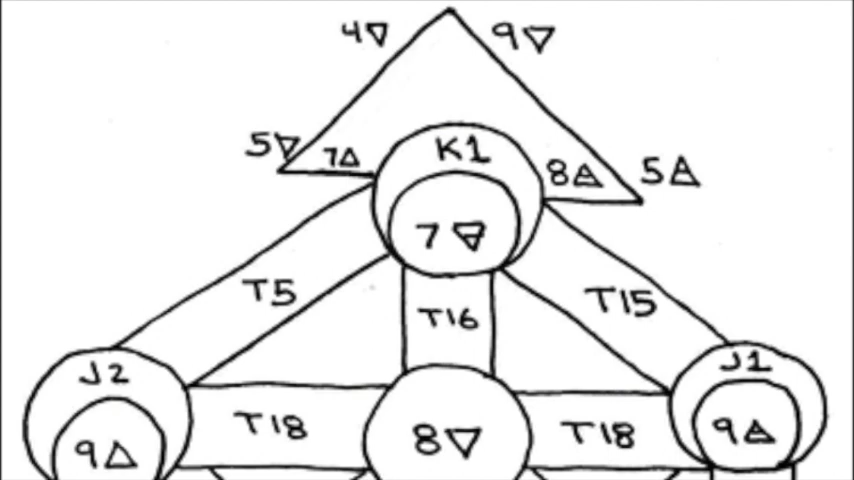 4▽ 9▽
5▽ 7△ K1 8🜁 5🜁
7🜃
T5 T16 T15
J2 J1
T18 8▽ T18
9△ 9🜁